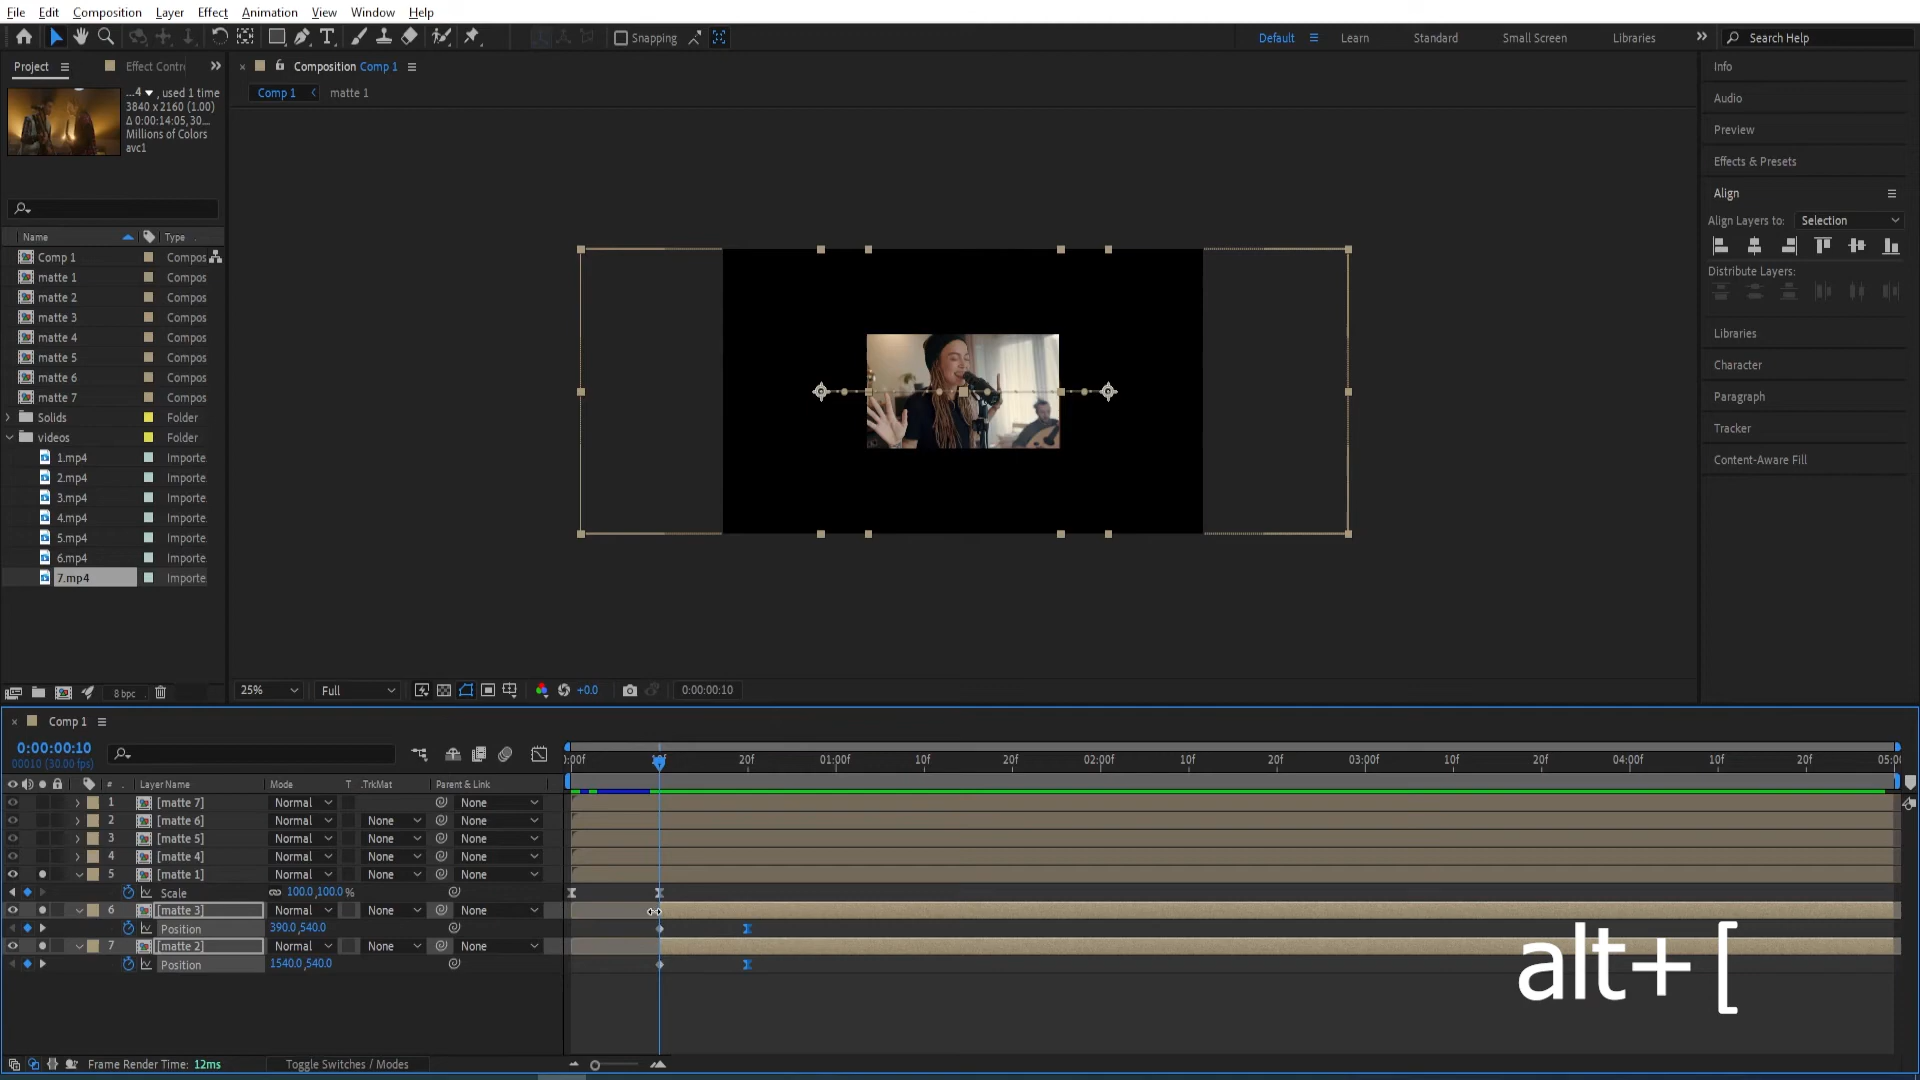 File Edit Composition Layer Effect Animation View Window Help
Snapping
Default Learn Standard Small Screen Libraries Search Help
Project Effect Contr Composition Comp 1
Comp 1 matte 1
...4, used 1 time
3840 x 2160 (1.00)
Δ 0:00:14:05, 30....
Millions of Colors
avc1
Name Type
Comp 1 Compos
matte 1 Compos
matte 2 Compos
matte 3 Compos
matte 4 Compos
matte 5 Compos
matte 6 Compos
matte 7 Compos
Solids Folder
videos Folder
1.mp4 Importe
2.mp4 Importe
3.mp4 Importe
4.mp4 Importe
5.mp4 Importe
6.mp4 Importe
7.mp4 Importe
Info
Audio
Preview
Effects & Presets
Align
Align Layers to: Selection
Distribute Layers:
Libraries
Character
Paragraph
Tracker
Content-Aware Fill
8 bpc 25% Full +0.0 0:00:00:10
Comp 1
0:00:00:10
00010 (30.00 fps)
:00f 20f 01:00f 10f 20f 02:00f 10f 20f 03:00f 10f 20f 04:00f 10f 20f 05:00
# Layer Name Mode T .TrkMat Parent & Link
1 [matte 7] Normal None
2 [matte 6] Normal None None
3 [matte 5] Normal None None
4 [matte 4] Normal None None
5 [matte 1] Normal None None
Scale 100.0,100.0%
6 [matte 3] Normal None None
Position 390.0,540.0
7 [matte 2] Normal None None
Position 1540.0,540.0
alt+ [
Frame Render Time: 12ms Toggle Switches / Modes